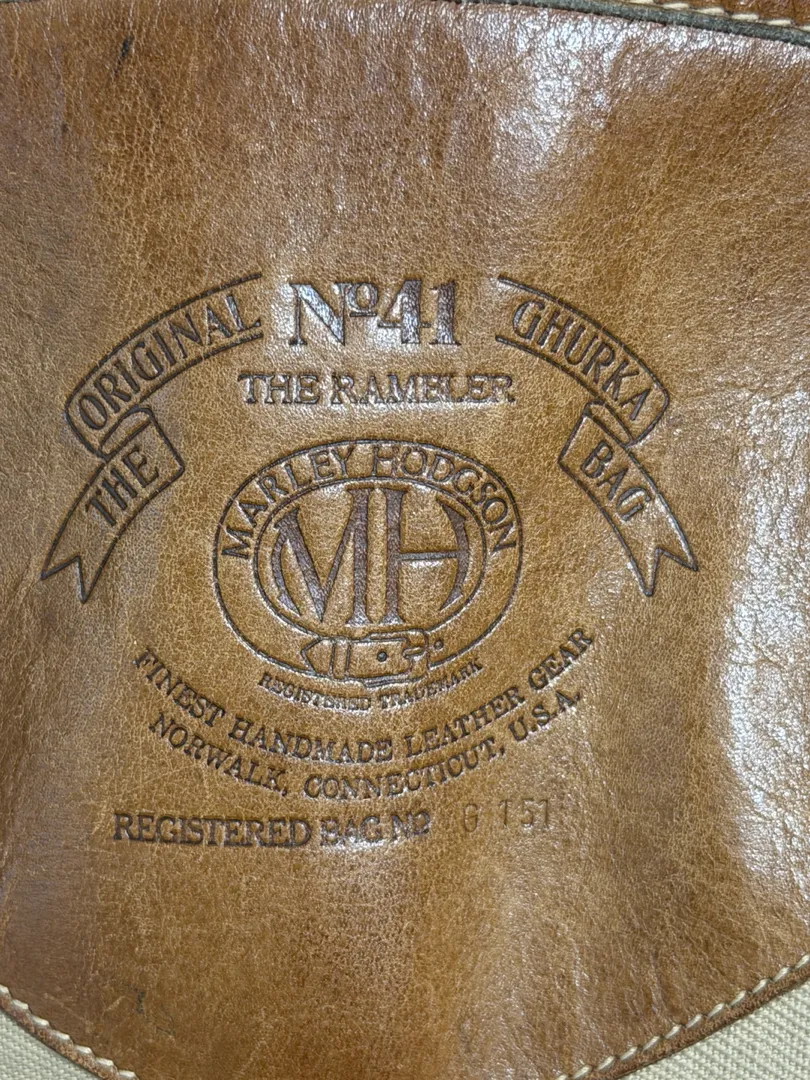 THE ORIGINAL GHURKA BAG
Nº41
THE RAMBLER
MARLEY HODGSON
MH
REGISTERED TRADEMARK
FINEST HANDMADE LEATHER GEAR
NORWALK, CONNECTICUT, U.S.A.
REGISTERED BAG Nº